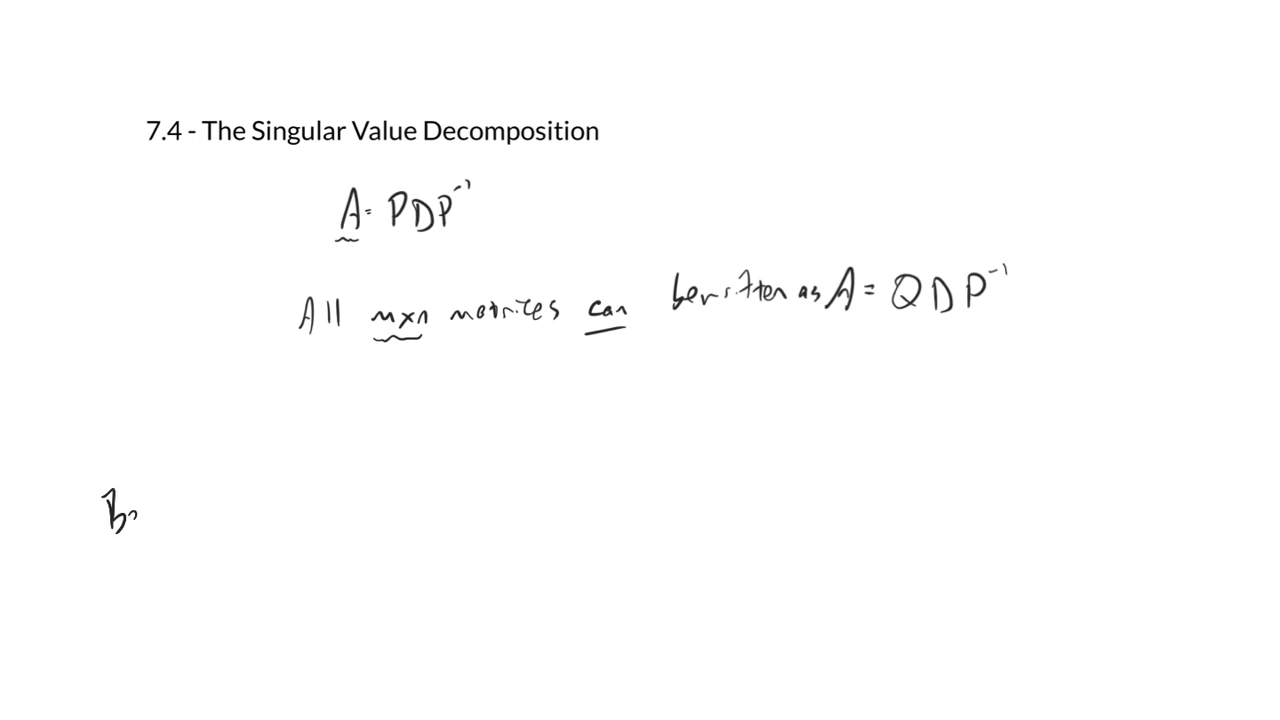 7.4 - The Singular Value Decomposition
A = PDP⁻¹
All mxn matrices can be written as A = QDP⁻¹